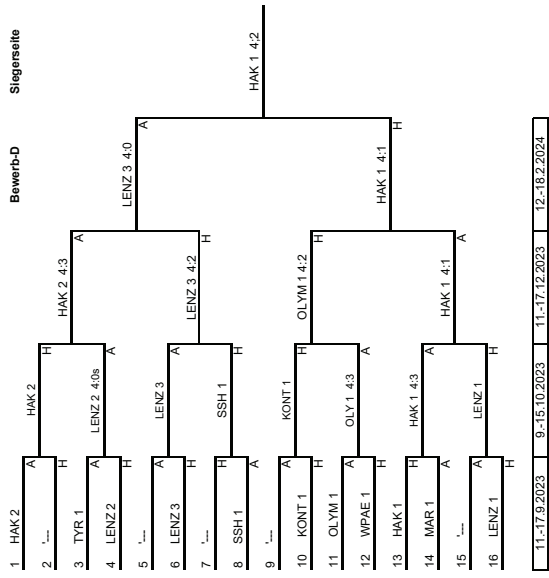 Bewerb-D Siegerseite
1 HAK 2
2 '---
3 TYR 1
4 LENZ 2
5 '---
6 LENZ 3
7 '---
8 SSH 1
9 '---
10 KONT 1
11 OLYM 1
12 WPAE 1
13 HAK 1
14 MAR 1
15 '---
16 LENZ 1
A
H
A
H
A
H
H
A
A
H
A
H
H
A
A
H
HAK 2
LENZ 2 4:0s
LENZ 3
SSH 1
KONT 1
OLY 1 4:3
HAK 1 4:3
LENZ 1
H
A
A
H
H
A
A
H
HAK 2 4:3
LENZ 3 4:2
OLYM 1 4:2
HAK 1 4:1
A
H
H
A
LENZ 3 4:0
HAK 1 4:1
A
H
HAK 1 4:2
11.-17.9.2023
9.-15.10.2023
11.-17.12.2023
12.-18.2.2024